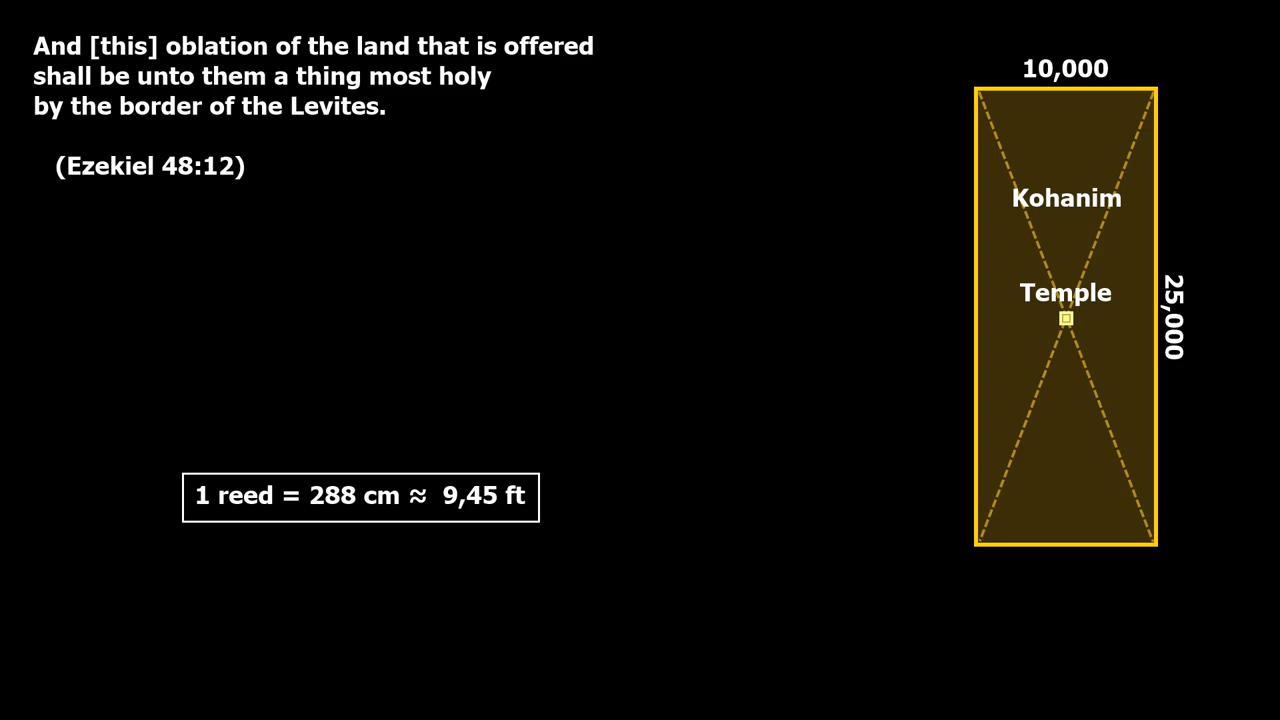 And [this] oblation of the land that is offered
shall be unto them a thing most holy
by the border of the Levites.
(Ezekiel 48:12)
10,000
Kohanim
Temple
25,000
1 reed = 288 cm ≈ 9,45 ft